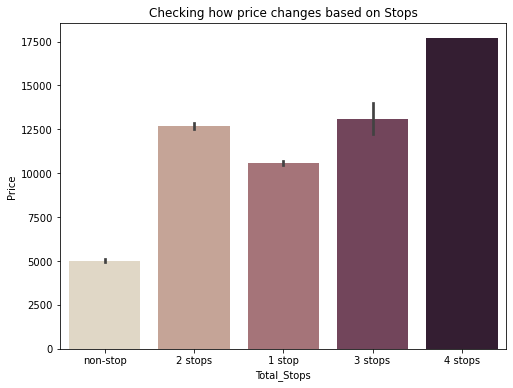 Checking how price changes based on Stops
Price
17500
15000
12500
10000
7500
5000
2500
0
non-stop
2 stops
1 stop
3 stops
4 stops
Total_Stops